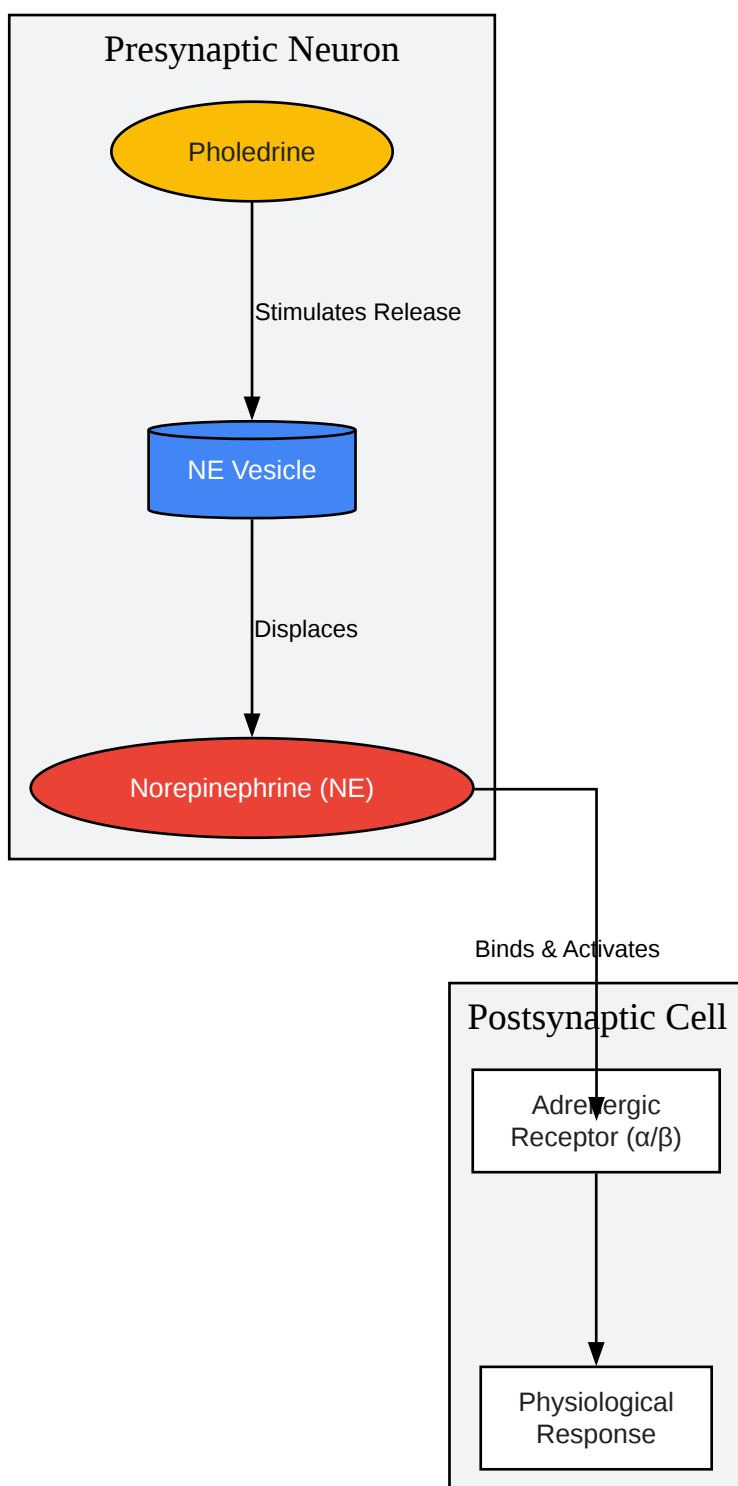 Presynaptic Neuron
Pholedrine
Stimulates Release
NE Vesicle
Displaces
Norepinephrine (NE)
Binds & Activates
Postsynaptic Cell
Adrenergic
Receptor (α/β)
Physiological
Response